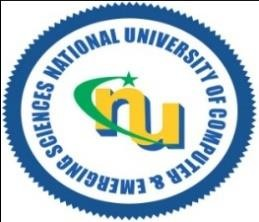 NATIONAL UNIVERSITY OF COMPUTER & EMERGING SCIENCES
nu